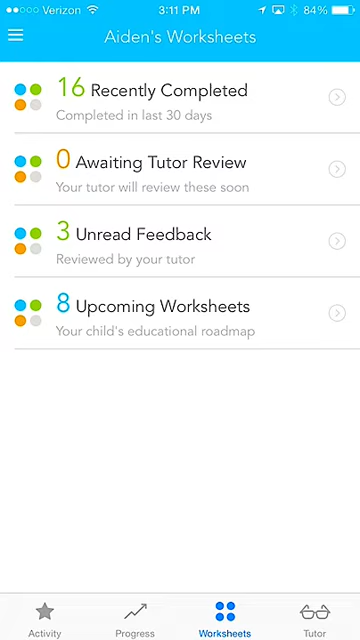 Verizon 3:11 PM 84%
Aiden's Worksheets
16 Recently Completed
Completed in last 30 days
0 Awaiting Tutor Review
Your tutor will review these soon
3 Unread Feedback
Reviewed by your tutor
8 Upcoming Worksheets
Your child's educational roadmap
Activity Progress Worksheets Tutor